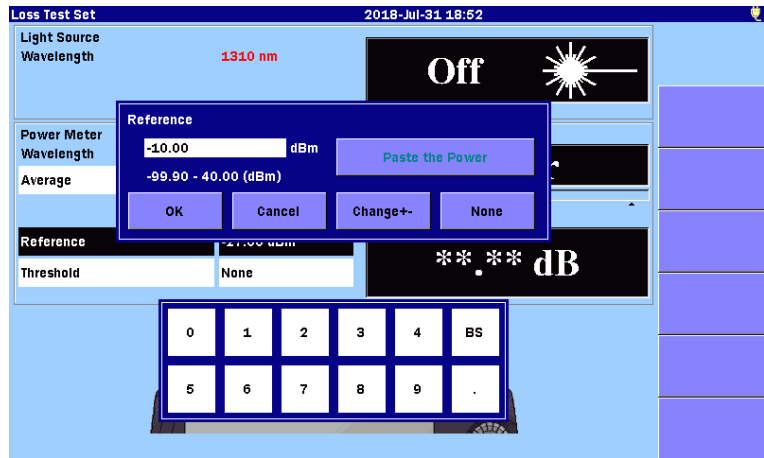 Loss Test Set 2018-Jul-31 18:52
Light Source
Wavelength 1310 nm
Off
Reference
-10.00 dBm
Paste the Power
-99.90 - 40.00 (dBm)
OK Cancel Change+- None
Power Meter
Wavelength
Average
Reference
Threshold None
**.** dB
0 1 2 3 4 BS
5 6 7 8 9 .